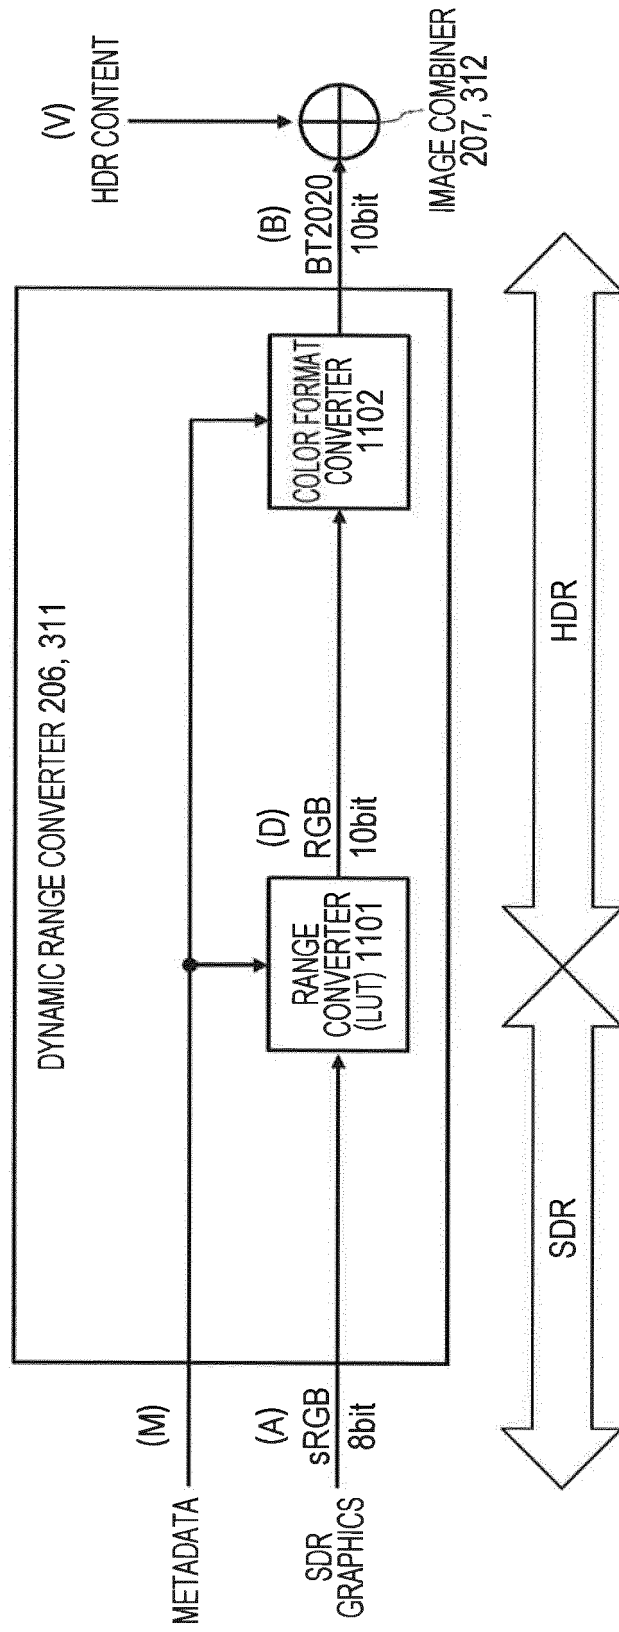 DYNAMIC RANGE CONVERTER 206, 311
METADATA
(M)
SDR
GRAPHICS
(A)
sRGB
8bit
RANGE
CONVERTER
(LUT) 1101
(D)
RGB
10bit
COLOR FORMAT
CONVERTER
1102
(B)
BT2020
10bit
(V)
HDR CONTENT
IMAGE COMBINER
207, 312
SDR
HDR